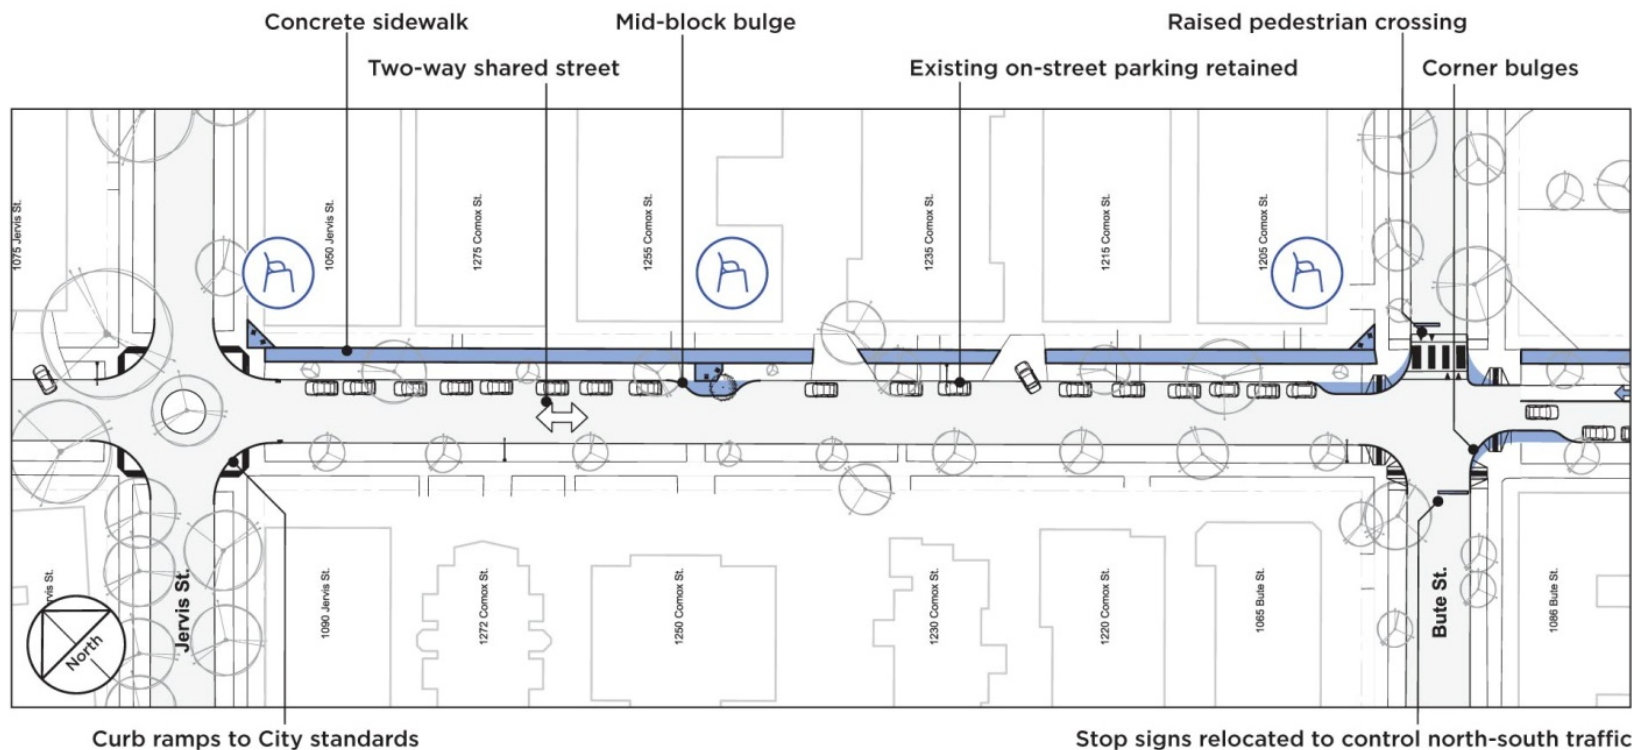 Concrete sidewalk
Mid-block bulge
Raised pedestrian crossing
Two-way shared street
Existing on-street parking retained
Corner bulges
1075 Jervis St.
1050 Jervis St.
1275 Comox St.
1255 Comox St.
1235 Comox St.
1215 Comox St.
1205 Comox St.
Jervis St.
rvis St.
1090 Jervis St.
1272 Comox St.
1250 Comox St.
1230 Comox St.
1220 Comox St.
1065 Bute St.
Bute St.
1086 Bute St.
North
Curb ramps to City standards
Stop signs relocated to control north-south traffic